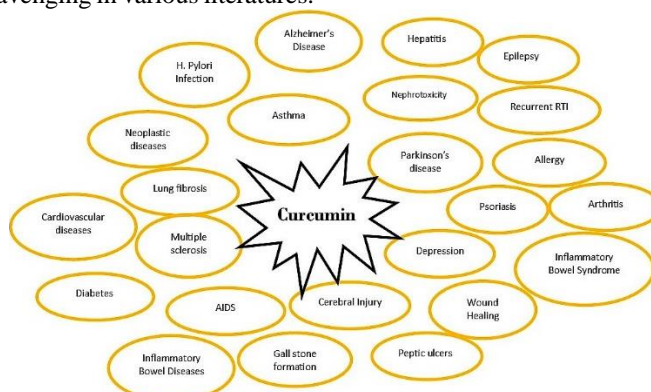 avenging in various literatures.
Alzheimer's
Disease
Hepatitis
Epilepsy
H. Pylori
Infection
Nephrotoxicity
Recurrent RTI
Asthma
Neoplastic
diseases
Parkinson's
disease
Allergy
Lung fibrosis
Psoriasis
Arthritis
Curcumin
Cardiovascular
diseases
Multiple
sclerosis
Depression
Inflammatory
Bowel Syndrome
Diabetes
AIDS
Cerebral Injury
Wound
Healing
Inflammatory
Bowel Diseases
Gall stone
formation
Peptic ulcers